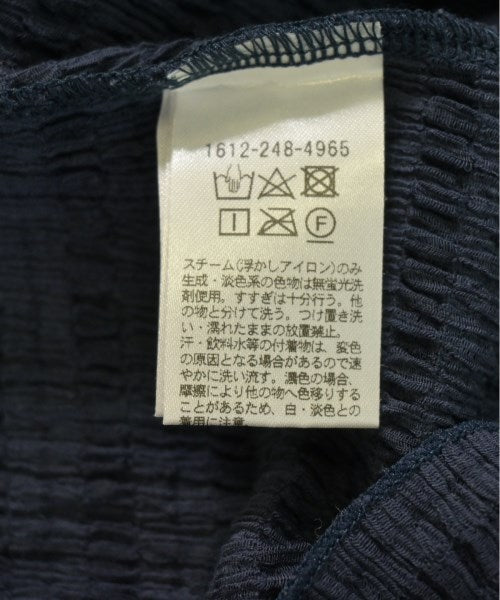 1612-248-4965
F
スチーム(浮かしアイロン)のみ
生成・淡色系の色物は無蛍光洗
剤使用。すすぎは十分行う。他
の物と分けて洗う。つけ置き洗
い・濡れたままの放置禁止。
汗・飲料水等の付着物は、変色
の原因となる場合があるので速
やかに洗い流す。濃色の場合、
摩擦により他の物へ色移りする
ことがあるため、白・淡色との
着用に注意